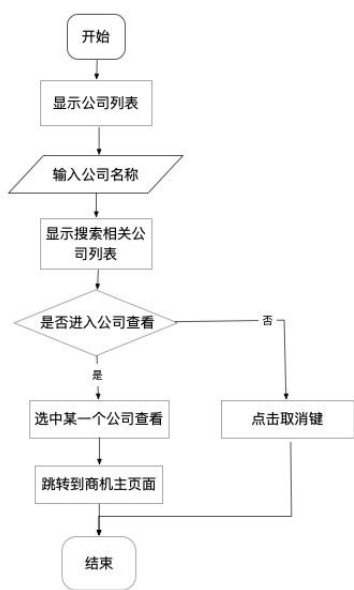 开始
显示公司列表
输入公司名称
显示搜索相关公
司列表
是否进入公司查看
否
是
选中某一个公司查看
点击取消键
跳转到商机主页面
结束